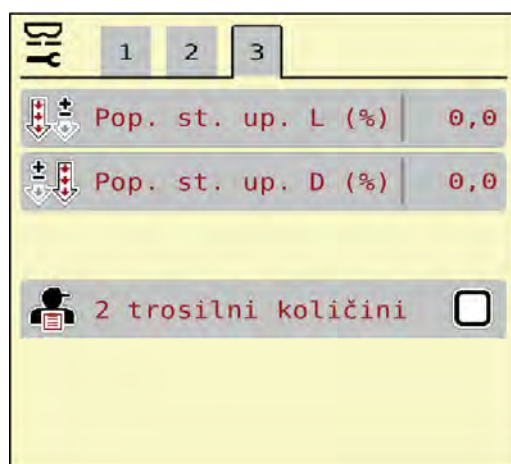 1 2 3
Pop. st. up. L (%) 0,0
Pop. st. up. D (%) 0,0
2 trosilni količini